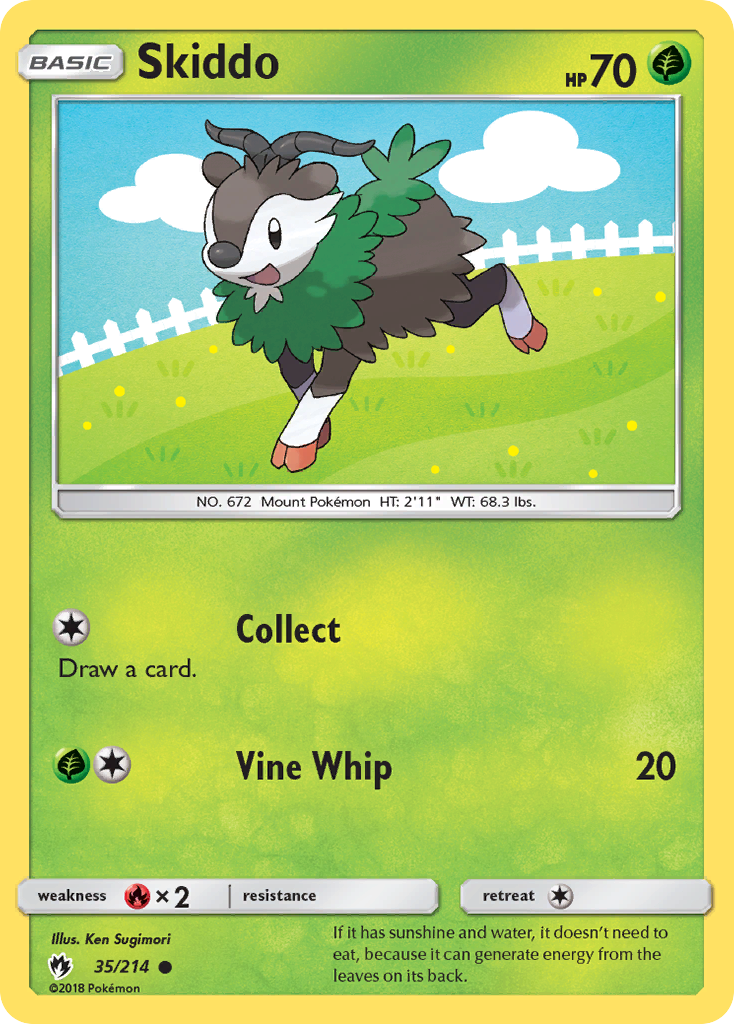 BASIC Skiddo HP 70
NO. 672 Mount Pokémon HT: 2'11" WT: 68.3 lbs.
Collect
Draw a card.
Vine Whip 20
weakness ×2 resistance retreat
Illus. Ken Sugimori
35/214
©2018 Pokémon
If it has sunshine and water, it doesn't need to
eat, because it can generate energy from the
leaves on its back.